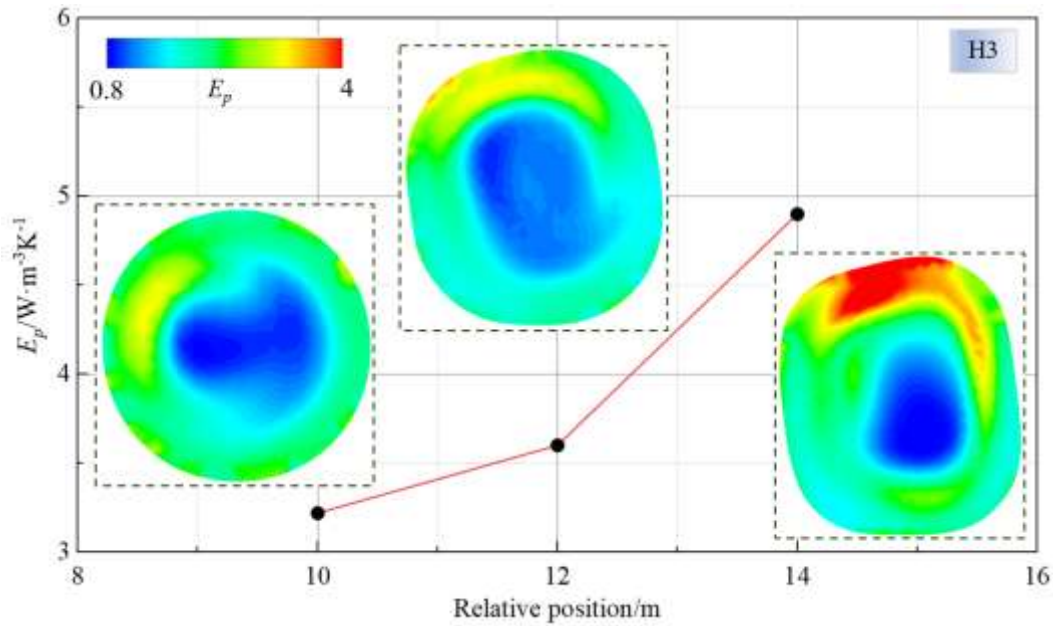 6
H3
0.8 E_p 4
5
E_p/W·m⁻³K⁻¹
4
3
8 10 12 14 16
Relative position/m